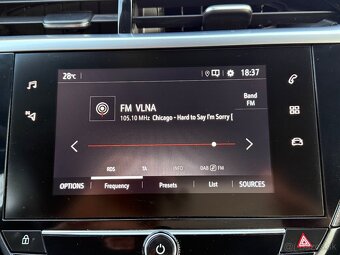 28°C
18:37
FM VLNA
105.10 MHz Chicago - Hard to Say I'm Sorry [
Band
FM
RDS TA INFO DAB FM
OPTIONS Frequency Presets List SOURCES